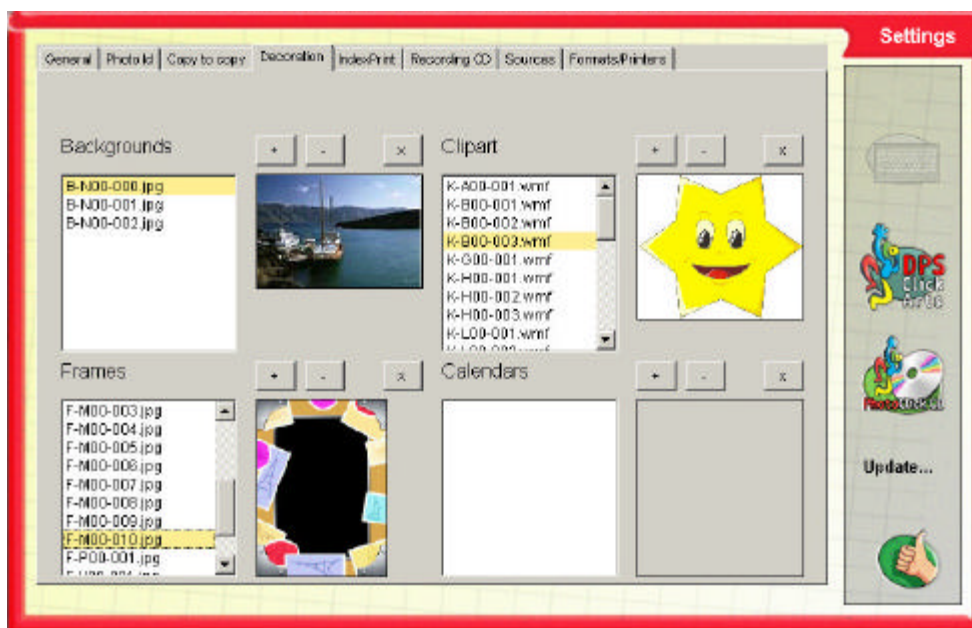 Settings
General Photo Id Copy to copy Decoration IndexPrint Recording CD Sources Formats/Printers
Backgrounds + - x Clipart + - x
B-N00-000.jpg
B-N00-001.jpg
B-N00-002.jpg
K-A00-001.wmf
K-B00-001.wmf
K-B00-002.wmf
K-B00-003.wmf
K-G00-001.wmf
K-H00-001.wmf
K-H00-002.wmf
K-H00-003.wmf
K-L00-001.wmf
DPS
Click
Arte
Frames + - x Calendars + - x
F-M00-003.jpg
F-M00-004.jpg
F-M00-005.jpg
F-M00-006.jpg
F-M00-007.jpg
F-M00-008.jpg
F-M00-009.jpg
F-M00-010.jpg
F-P00-001.jpg
Update...